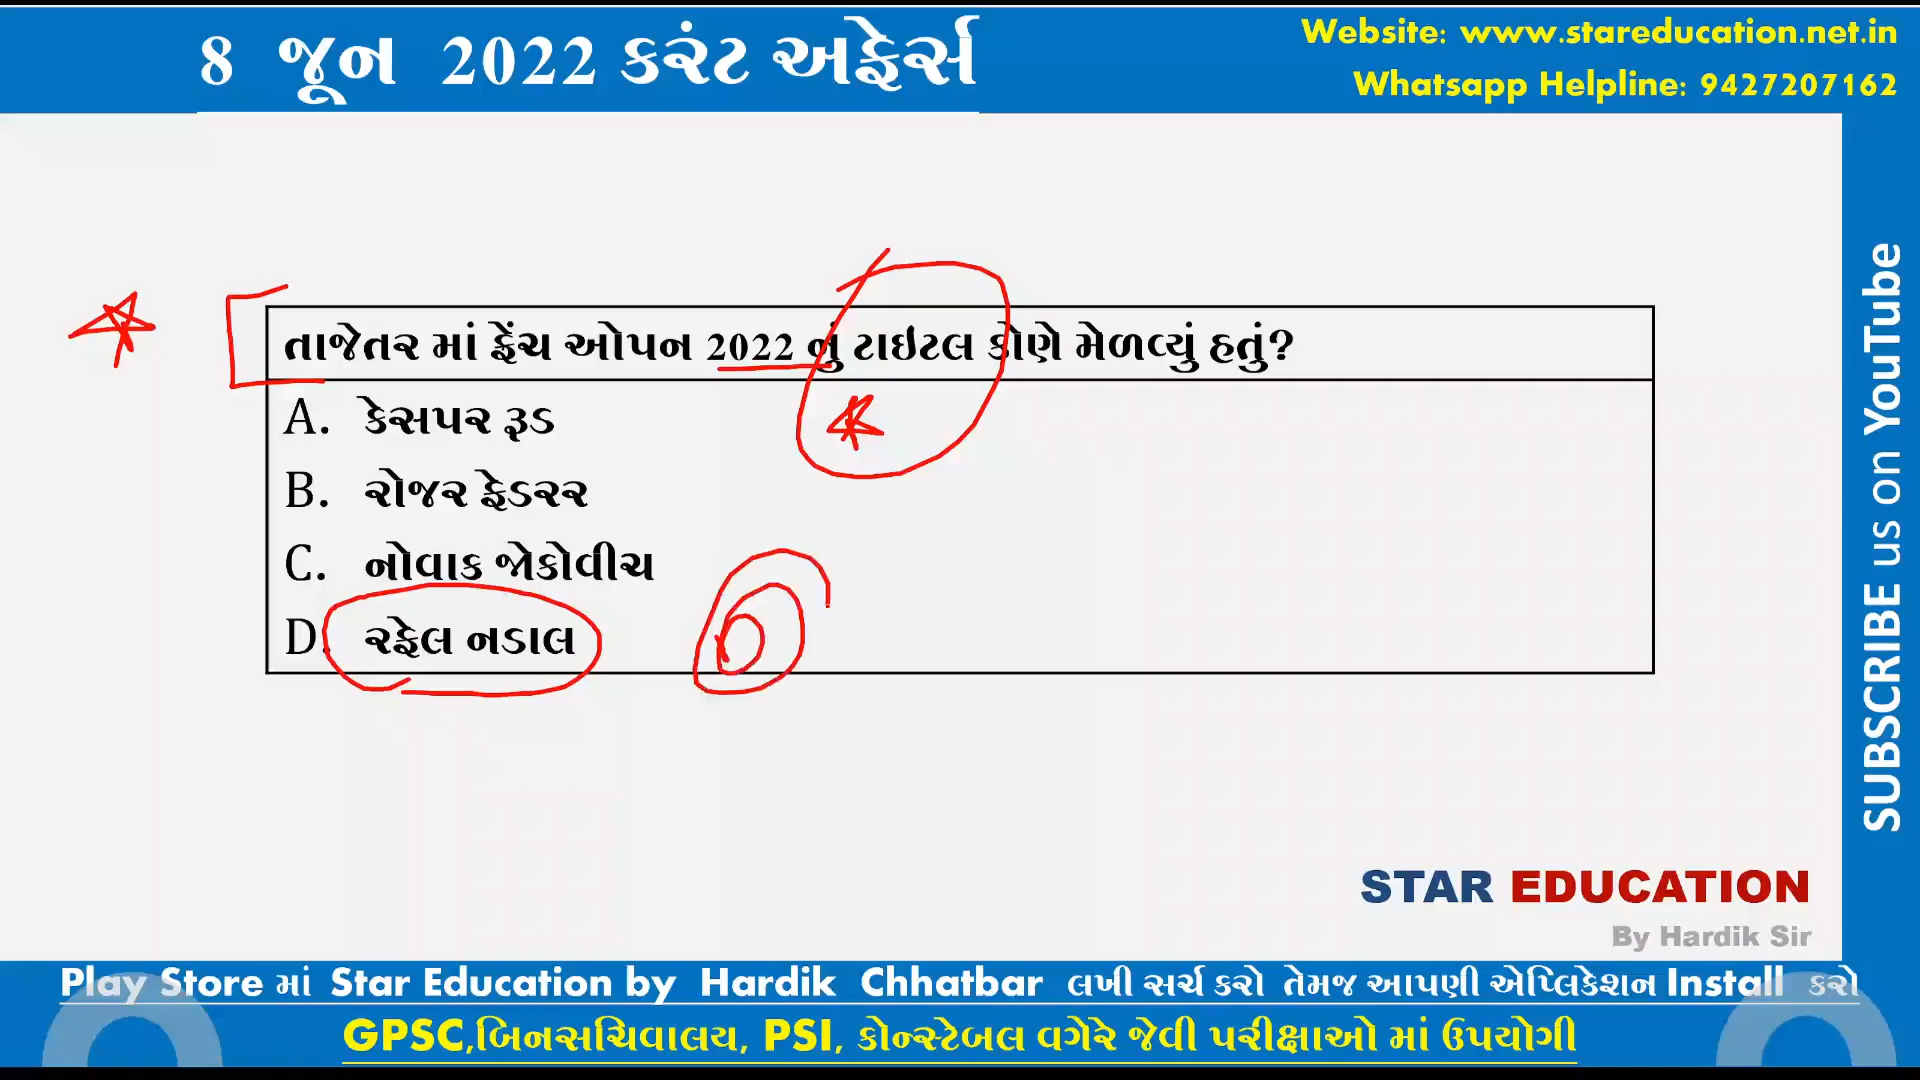 8 જૂન 2022 કરંટ અફેર્સ
Website: www.stareducation.net.in
Whatsapp Helpline: 9427207162
તાજેતર માં ફ્રેંચ ઓપન 2022 નું ટાઇટલ કોણે મેળવ્યું હતું?
A. કેસપર રૂડ
B. રોજર ફેડરર
C. નોવાક જોકોવીચ
D. રફેલ નડાલ
SUBSCRIBE us on YouTube
STAR EDUCATION
By Hardik Sir
Play Store માં Star Education by Hardik Chhatbar લખી સર્ચ કરો તેમજ આપણી એપ્લિકેશન Install કરો
GPSC,બિનસચિવાલય, PSI, કોન્સ્ટેબલ વગેરે જેવી પરીક્ષાઓ માં ઉપયોગી